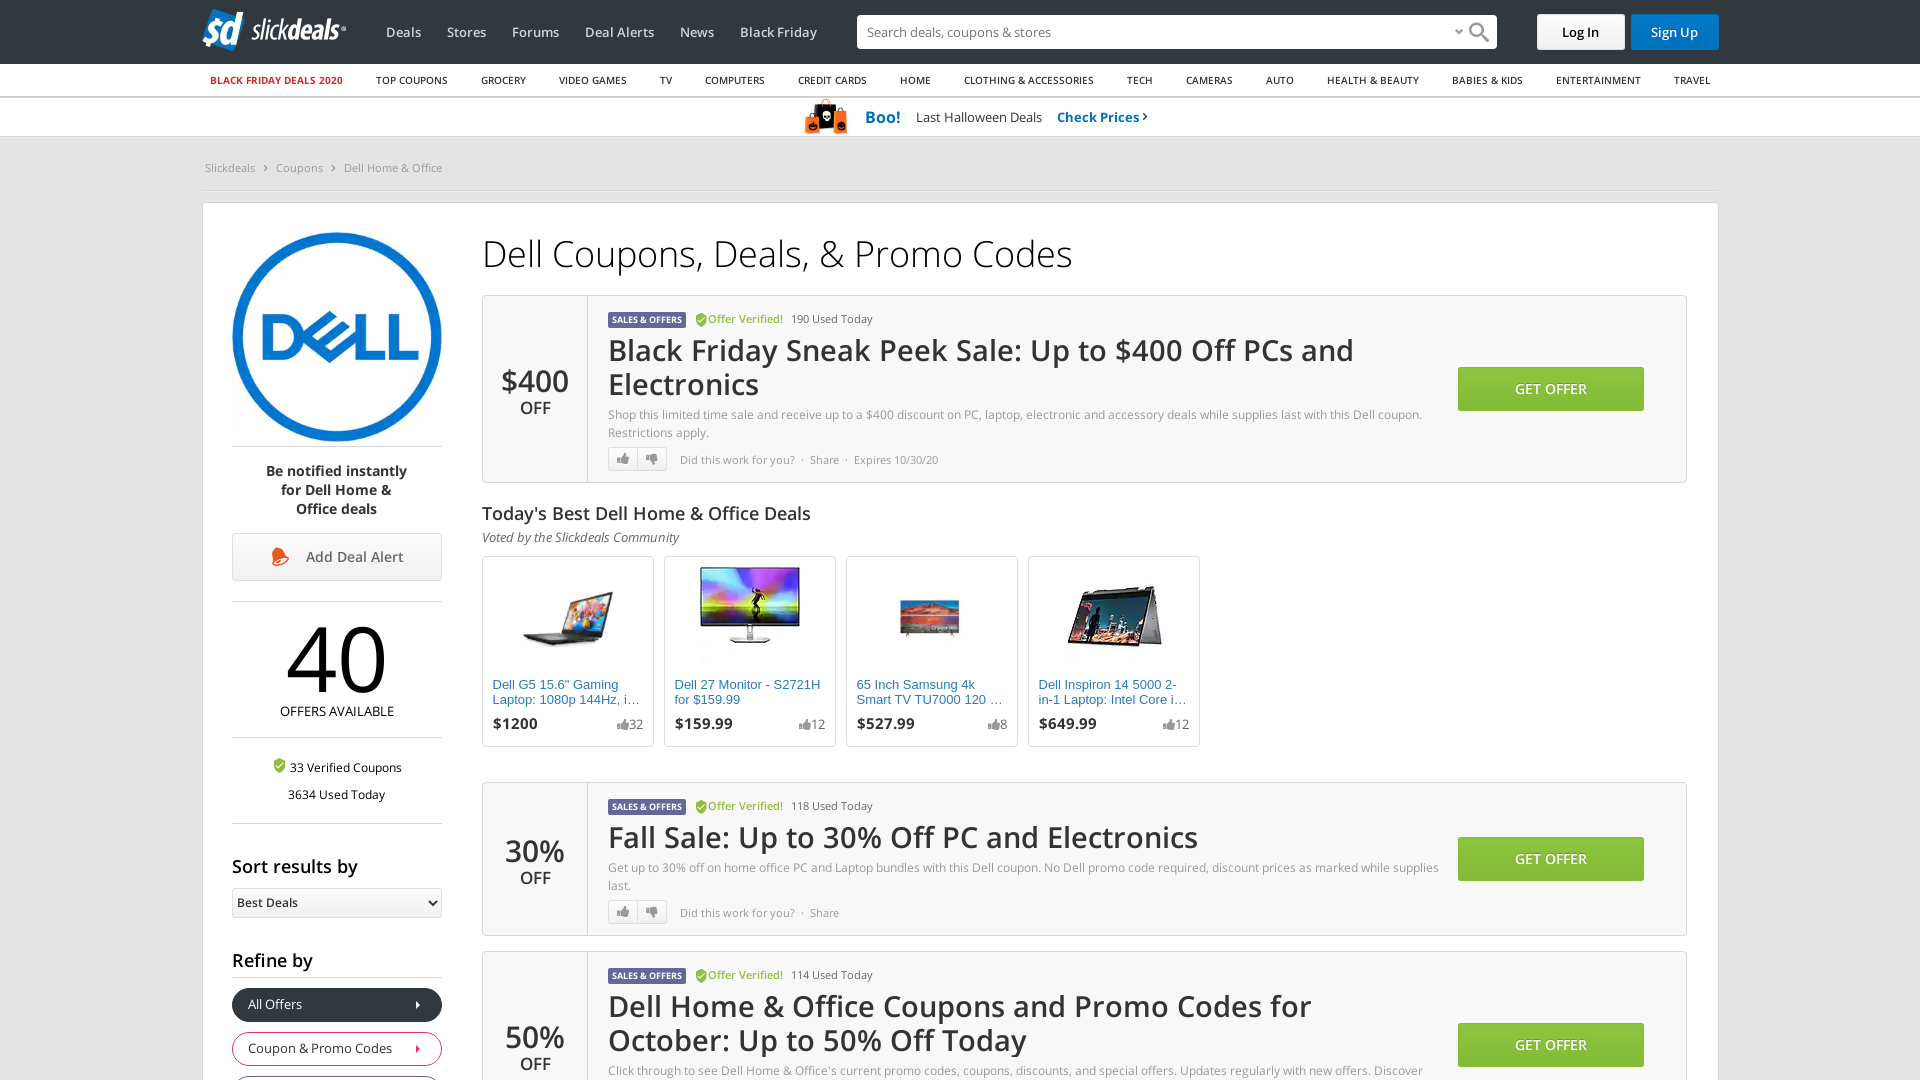 sd slickdeals
Deals
Stores
Forums
Deal Alerts
News
Black Friday
Search deals, coupons & stores
Log In
Sign Up
BLACK FRIDAY DEALS 2020
TOP COUPONS
GROCERY
VIDEO GAMES
TV
COMPUTERS
CREDIT CARDS
HOME
CLOTHING & ACCESSORIES
TECH
CAMERAS
AUTO
HEALTH & BEAUTY
BABIES & KIDS
ENTERTAINMENT
TRAVEL
Boo! Last Halloween Deals Check Prices
Slickdeals > Coupons > Dell Home & Office
DELL
Be notified instantly
for Dell Home &
Office deals
Add Deal Alert
40
OFFERS AVAILABLE
33 Verified Coupons
3634 Used Today
Sort results by
Best Deals
Refine by
All Offers
Coupon & Promo Codes
Dell Coupons, Deals, & Promo Codes
$400
OFF
SALES & OFFERS Offer Verified! 190 Used Today
Black Friday Sneak Peek Sale: Up to $400 Off PCs and
Electronics
Shop this limited time sale and receive up to a $400 discount on PC, laptop, electronic and accessory deals while supplies last with this Dell coupon.
Restrictions apply.
Did this work for you? · Share · Expires 10/30/20
GET OFFER
Today's Best Dell Home & Office Deals
Voted by the Slickdeals Community
Dell G5 15.6" Gaming
Laptop: 1080p 144Hz, i…
$1200 32
Dell 27 Monitor - S2721H
for $159.99
$159.99 12
65 Inch Samsung 4k
Smart TV TU7000 120 …
$527.99 8
Dell Inspiron 14 5000 2-
in-1 Laptop: Intel Core i…
$649.99 12
30%
OFF
SALES & OFFERS Offer Verified! 118 Used Today
Fall Sale: Up to 30% Off PC and Electronics
Get up to 30% off on home office PC and Laptop bundles with this Dell coupon. No Dell promo code required, discount prices as marked while supplies
last.
Did this work for you? · Share
GET OFFER
50%
OFF
SALES & OFFERS Offer Verified! 114 Used Today
Dell Home & Office Coupons and Promo Codes for
October: Up to 50% Off Today
Click through to see Dell Home & Office's current promo codes, coupons, discounts, and special offers. Updates regularly with new offers. Discover
GET OFFER